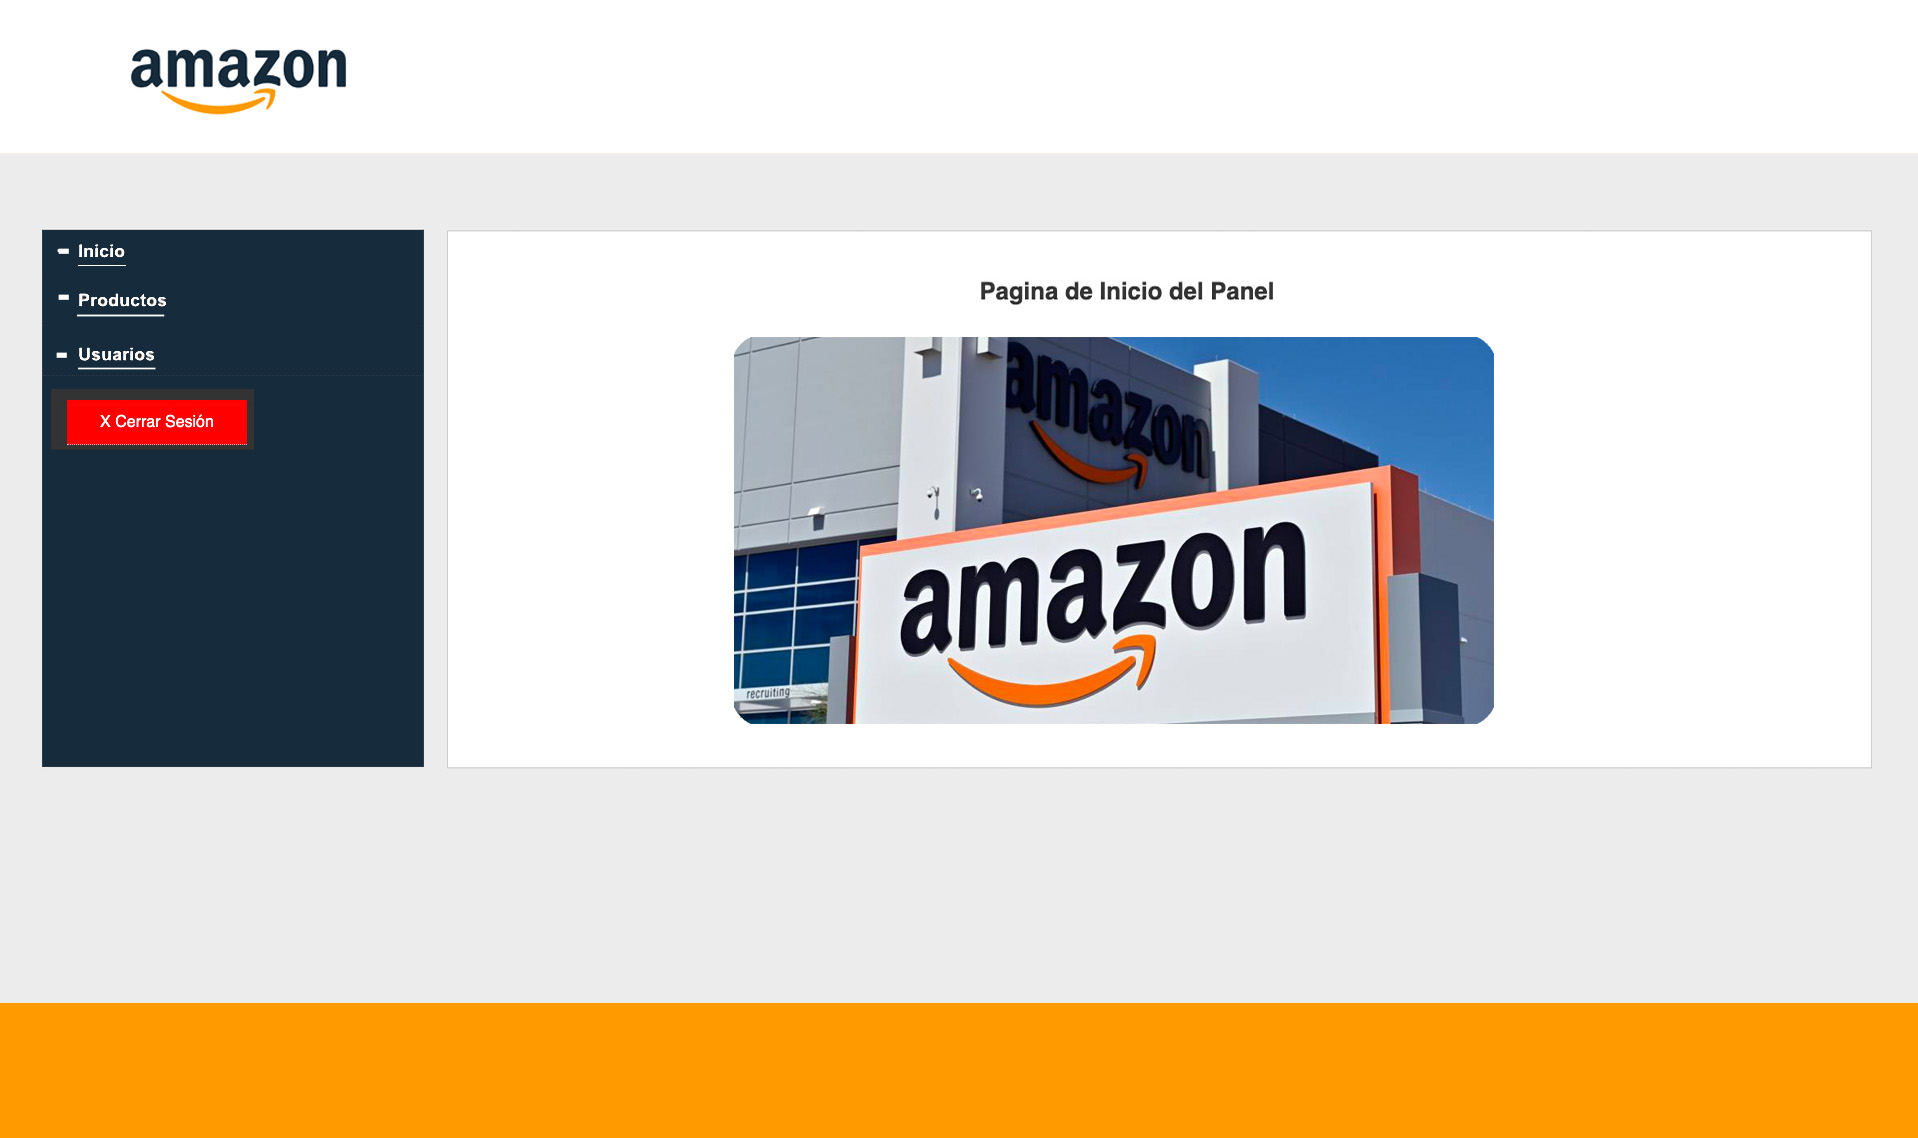 amazon
- Inicio
- Productos
- Usuarios
X Cerrar Sesión
Pagina de Inicio del Panel
amazon
amazon
recruiting